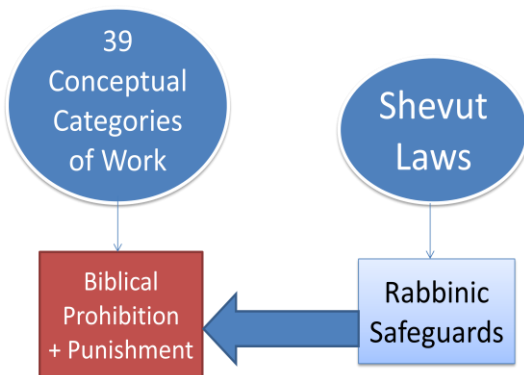 39
Conceptual
Categories
of Work
Shevut
Laws
Biblical
Prohibition
+ Punishment
Rabbinic
Safeguards